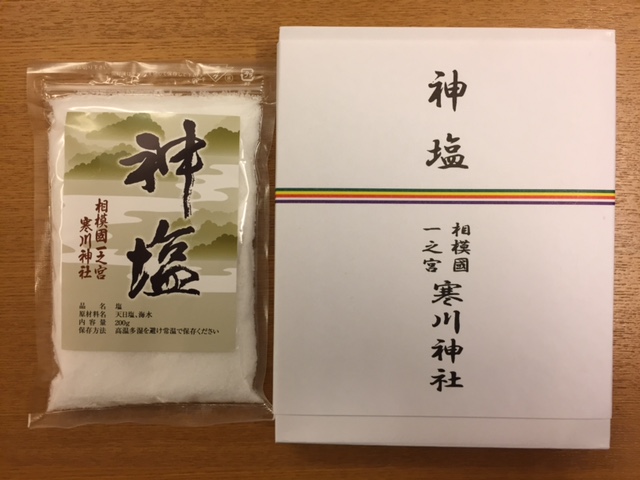 神塩
相模國一之宮
寒川神社
品名 塩
原材料名 天日塩、海水
内容量 200g
保存方法 高温多湿を避け常温で保存ください
神塩
相模國
一之宮
寒川神社